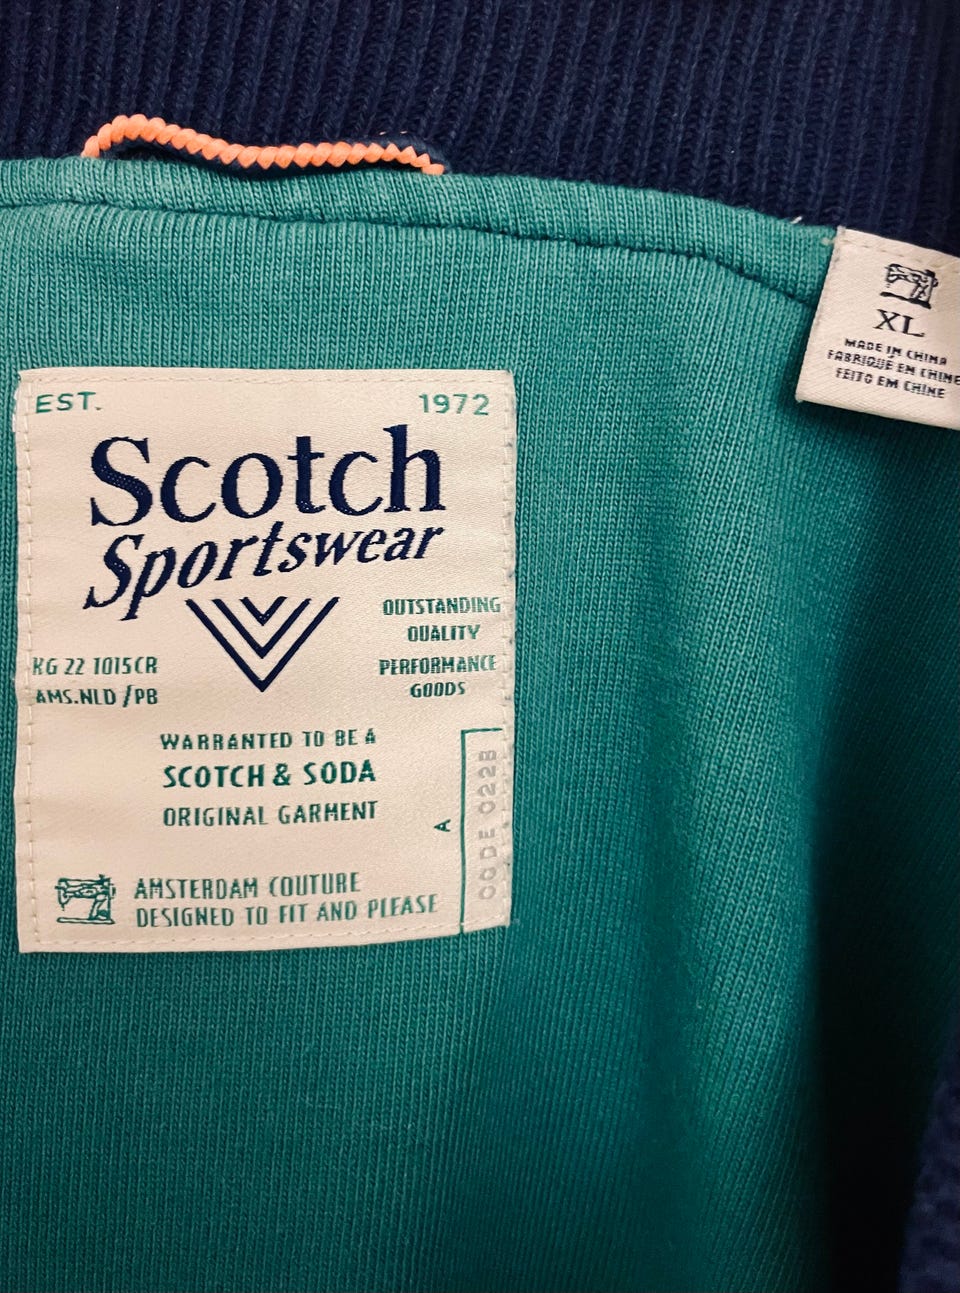 EST. 1972
Scotch
Sportswear
OUTSTANDING
QUALITY
PERFORMANCE
GOODS
KG 22 1015CR
AMS.NLD /PB
WARRANTED TO BE A
SCOTCH & SODA
ORIGINAL GARMENT
AMSTERDAM COUTURE
DESIGNED TO FIT AND PLEASE
A
CODE 022B
XL
MADE IN CHINA
FABRIQUÉ EN CHINE
FEITO EM CHINE